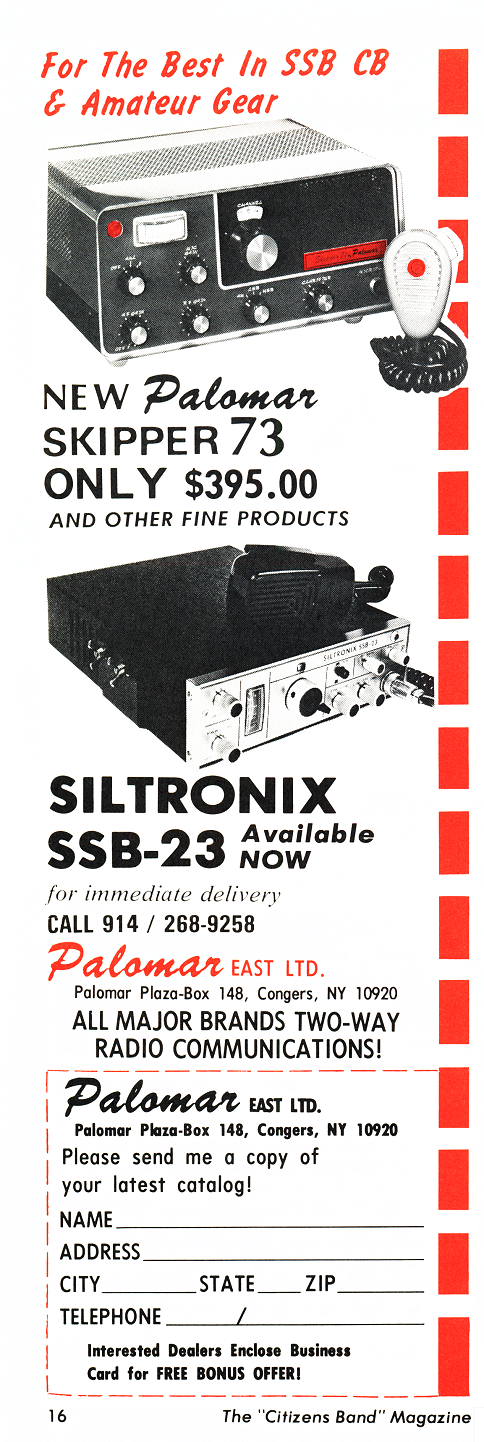 For The Best In SSB CB
& Amateur Gear
CHANNEL
NEW Palomar
SKIPPER 73
ONLY $395.00
AND OTHER FINE PRODUCTS
SILTRONIX SSB-23
SILTRONIX
SSB-23 Available NOW
for immediate delivery
CALL 914 / 268-9258
Palomar EAST LTD.
Palomar Plaza-Box 148, Congers, NY 10920
ALL MAJOR BRANDS TWO-WAY
RADIO COMMUNICATIONS!
Palomar EAST LTD.
Palomar Plaza-Box 148, Congers, NY 10920
Please send me a copy of
your latest catalog!
NAME
ADDRESS
CITY STATE ZIP
TELEPHONE /
Interested Dealers Enclose Business
Card for FREE BONUS OFFER!
16 The "Citizens Band" Magazine